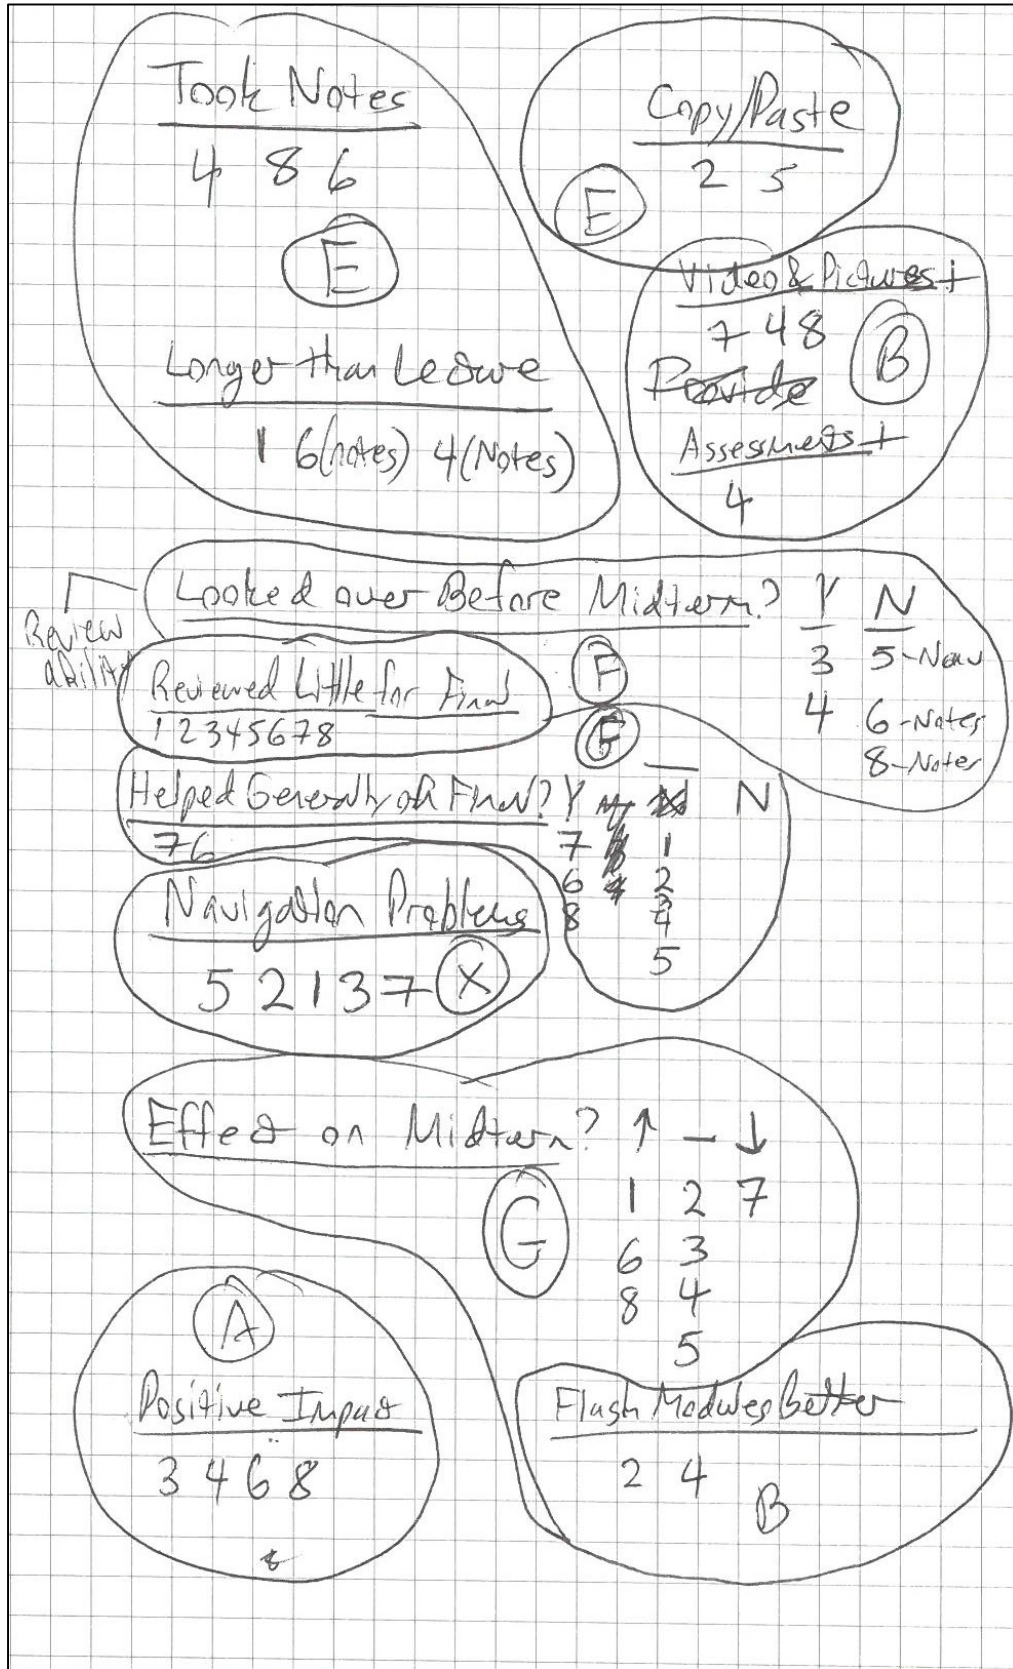 Took Notes
4 8 6
E
Longer than Lecture
1 6(notes) 4(Notes)
Copy/Paste
2 5
E
Video & Pictures +
7 4 8
B
Provide
Assessments +
4
Review
ability
Looked over Before Midterm? Y N
3 5-New
4 6-Notes
8-Notes
F
Reviewed Little for Final
1 2 3 4 5 6 7 8
F
Helped Generally on Final? Y N
7 6
7 1
6 2
8 4
5
Navigation Problems
5 2 1 3 7 X
Effect on Midterm? ↑ — ↓
1 2 7
6 3
8 4
5
G
A
Positive Impact
3 4 6 8
Flash Modules Better
2 4
B